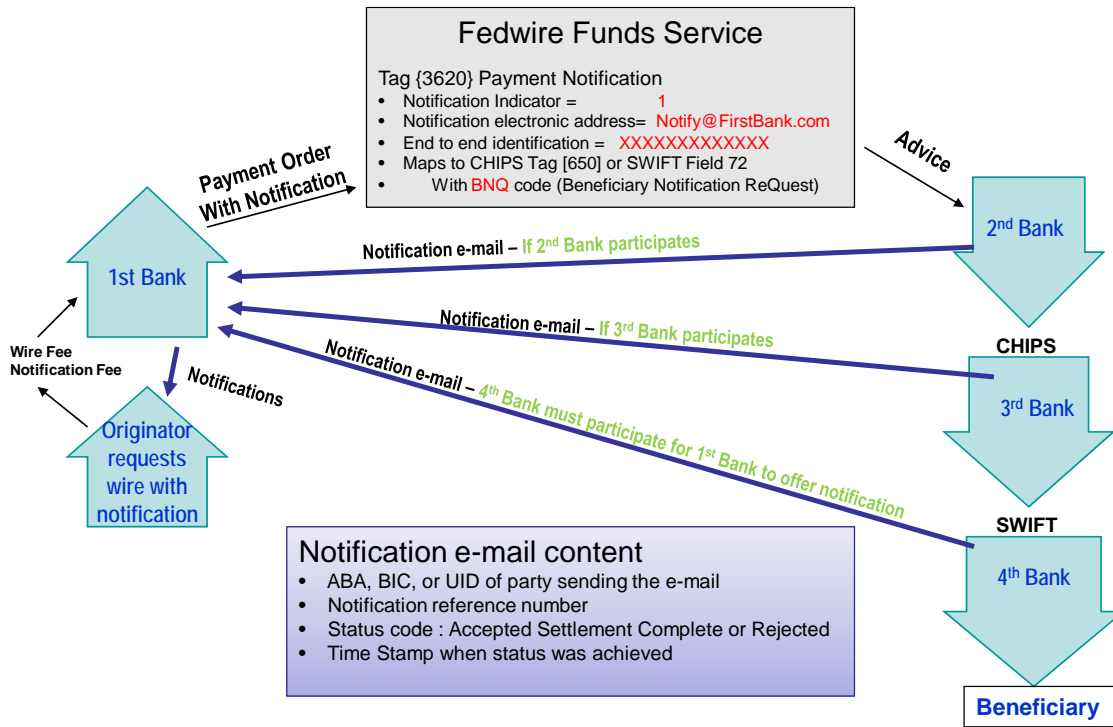 Fedwire Funds Service
Tag {3620} Payment Notification
• Notification Indicator = 1
• Notification electronic address= Notify@FirstBank.com
• End to end identification = XXXXXXXXXXXXX
• Maps to CHIPS Tag [650] or SWIFT Field 72
• With BNQ code (Beneficiary Notification ReQuest)
Payment Order
With Notification
Advice
2nd Bank
Notification e-mail – If 2nd Bank participates
1st Bank
Notification e-mail – If 3rd Bank participates
CHIPS
Wire Fee
Notification Fee
Notifications
Notification e-mail – 4th Bank must participate for 1st Bank to offer notification
3rd Bank
Originator
requests
wire with
notification
SWIFT
4th Bank
Notification e-mail content
• ABA, BIC, or UID of party sending the e-mail
• Notification reference number
• Status code : Accepted Settlement Complete or Rejected
• Time Stamp when status was achieved
Beneficiary